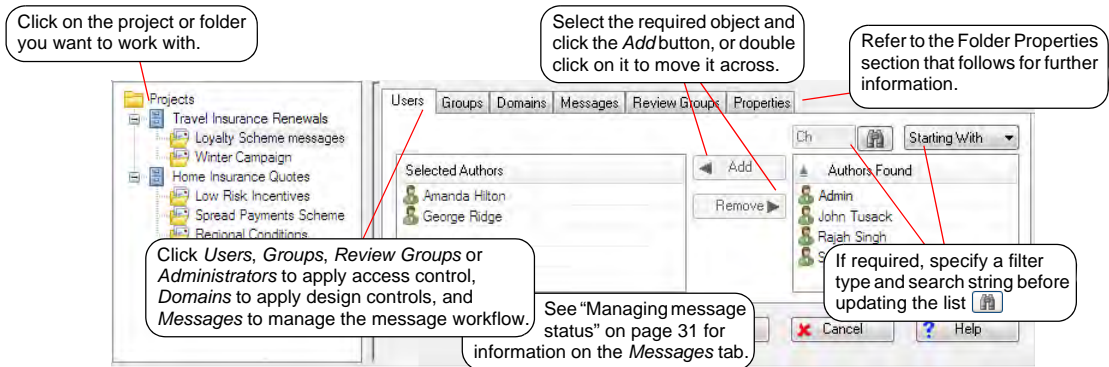 Click on the project or folder
you want to work with.
Select the required object and
click the Add button, or double
click on it to move it across.
Refer to the Folder Properties
section that follows for further
information.
Projects
Travel Insurance Renewals
Loyalty Scheme messages
Winter Campaign
Home Insurance Quotes
Low Risk Incentives
Spread Payments Scheme
Regional Conditions
Users Groups Domains Messages Review Groups Properties
Ch Starting With
Selected Authors
Amanda Hilton
George Ridge
Add
Remove
Authors Found
Admin
John Tusack
Rajah Singh
Click Users, Groups, Review Groups or
Administrators to apply access control,
Domains to apply design controls, and
Messages to manage the message workflow.
See “Managing message
status” on page 31 for
information on the Messages tab.
If required, specify a filter
type and search string before
updating the list
Cancel Help